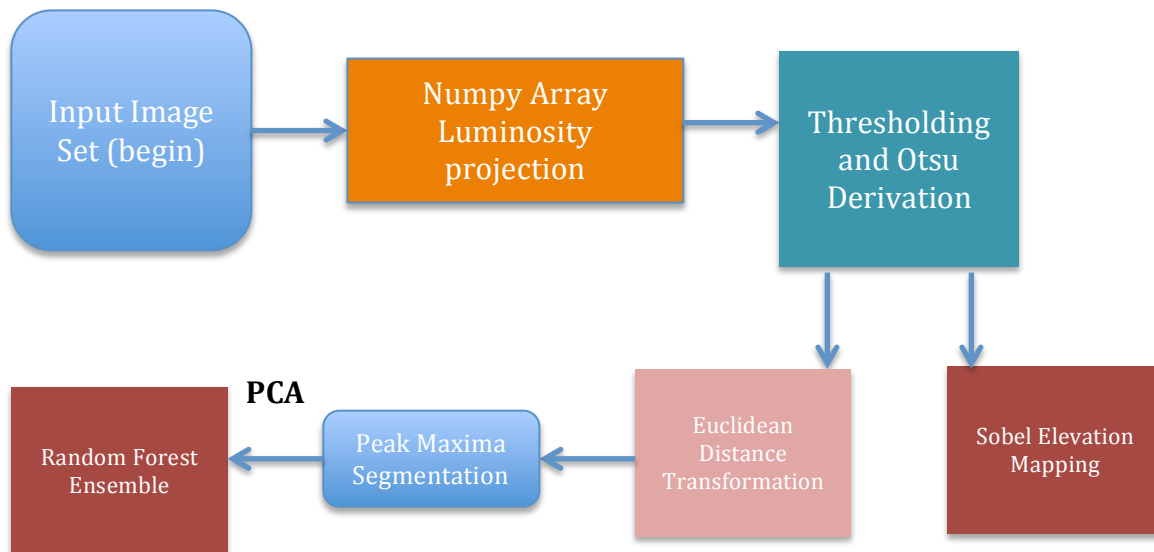 Input Image
Set (begin)
Numpy Array
Luminosity
projection
Thresholding
and Otsu
Derivation
PCA
Random Forest
Ensemble
Peak Maxima
Segmentation
Euclidean
Distance
Transformation
Sobel Elevation
Mapping